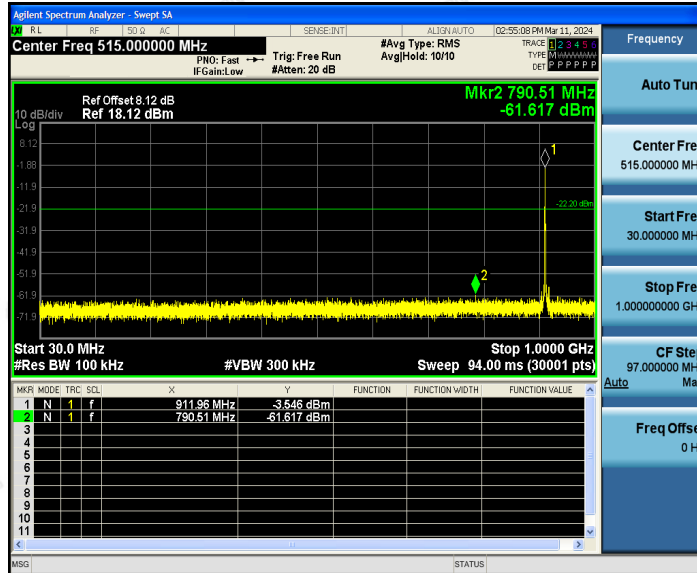 Agilent Spectrum Analyzer - Swept SA
LXI RL RF 50 Ω AC SENSE:INT ALIGN AUTO 02:55:08 PM Mar 11, 2024
Center Freq 515.000000 MHz
#Avg Type: RMS
TRACE 1 2 3 4 5 6
PNO: Fast
Trig: Free Run
Avg|Hold: 10/10
TYPE M
IFGain:Low
#Atten: 20 dB
DET P P P P P P
Ref Offset 8.12 dB
Mkr2 790.51 MHz
10 dB/div
Ref 18.12 dBm
-61.617 dBm
Log
8.12
-1.88
-11.9
-21.9
-31.9
-41.9
-51.9
-61.9
-71.9
1
-22.20 dBm
2
Start 30.0 MHz
Stop 1.0000 GHz
#Res BW 100 kHz
#VBW 300 kHz
Sweep 94.00 ms (30001 pts)
MKR MODE TRC SCL X Y FUNCTION FUNCTION WIDTH FUNCTION VALUE
1 N 1 f 911.96 MHz -3.546 dBm
2 N 1 f 790.51 MHz -61.617 dBm
3
4
5
6
7
8
9
10
11
MSG
STATUS
Frequency
Auto Tun
Center Fre
515.000000 MH
Start Fre
30.000000 MH
Stop Fre
1.000000000 GH
CF Ste
97.000000 MH
Auto Ma
Freq Offse
0 H